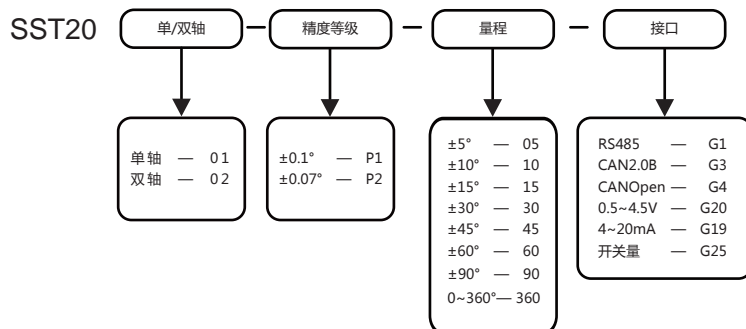 SST20 单/双轴 — 精度等级 — 量程 — 接口
单轴 — 01
双轴 — 02
±0.1° — P1
±0.07° — P2
±5° — 05
±10° — 10
±15° — 15
±30° — 30
±45° — 45
±60° — 60
±90° — 90
0~360°— 360
RS485 — G1
CAN2.0B — G3
CANOpen — G4
0.5~4.5V — G20
4~20mA — G19
开关量 — G25